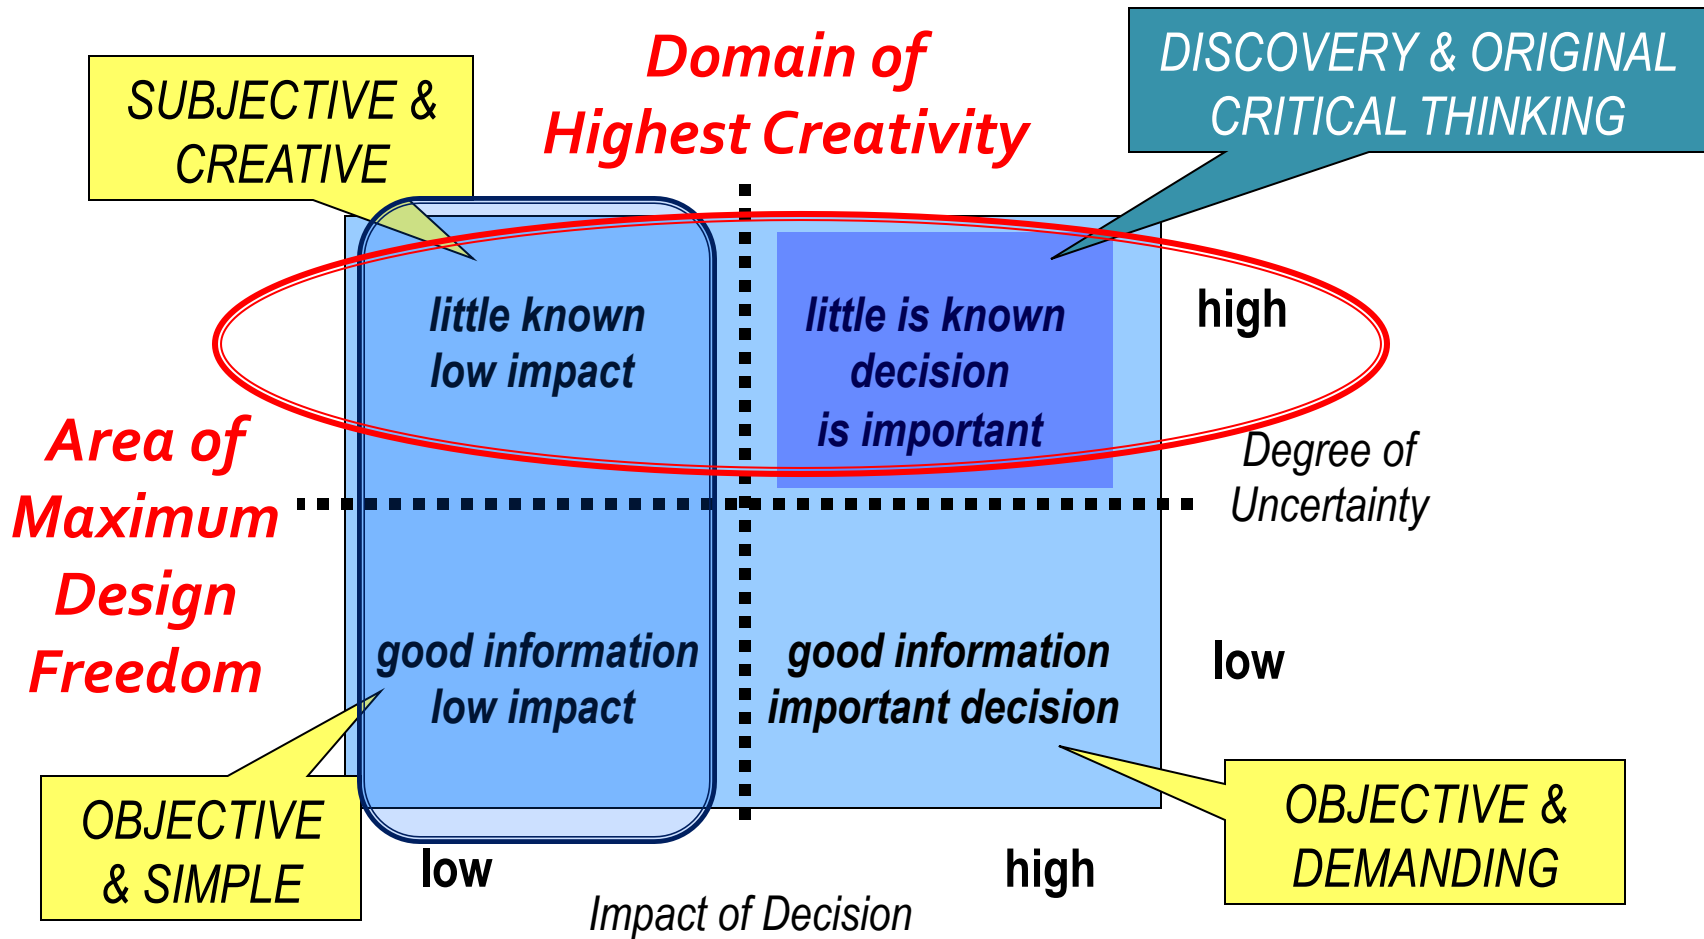 Domain of
Highest Creativity
DISCOVERY & ORIGINAL
CRITICAL THINKING
SUBJECTIVE &
CREATIVE
little known
low impact
little is known
decision
is important
high
Degree of
Uncertainty
Area of
Maximum
Design
Freedom
good information
low impact
good information
important decision
low
OBJECTIVE
& SIMPLE
OBJECTIVE &
DEMANDING
low
high
Impact of Decision